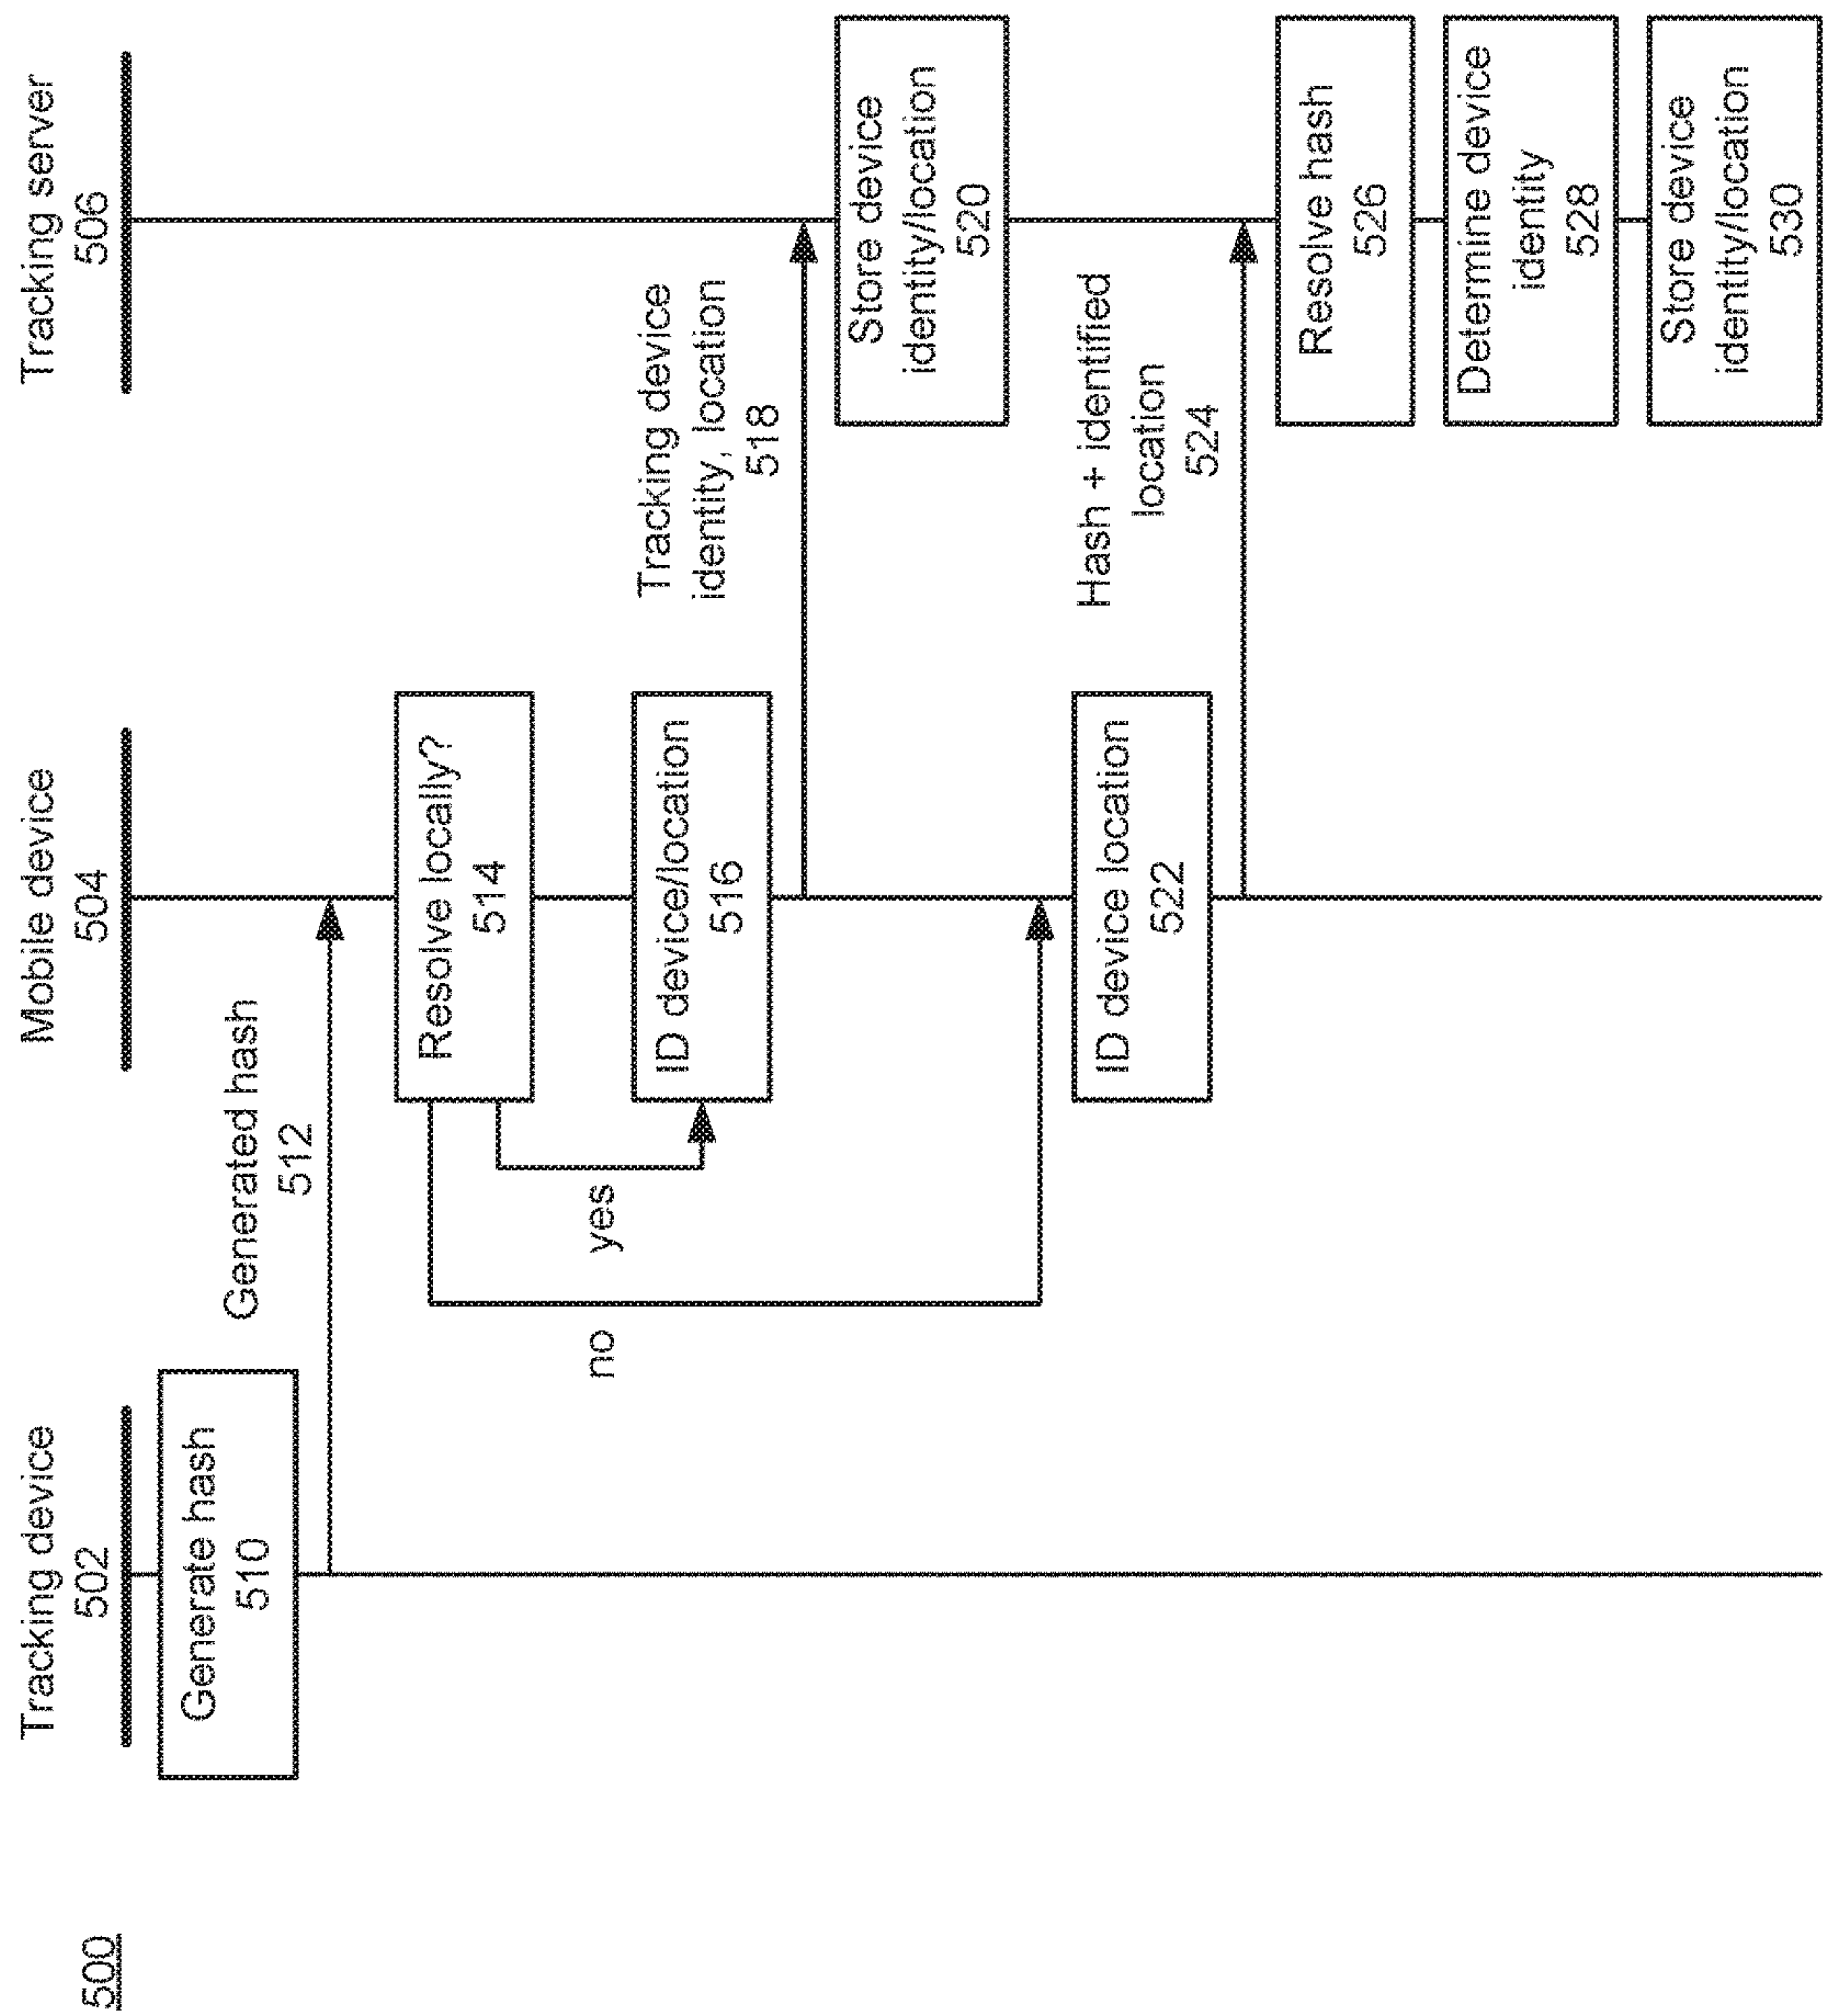 500
Tracking device
502
Mobile device
504
Tracking server
506
Generate hash
510
Generated hash
512
Resolve locally?
514
no
yes
ID device/location
516
Tracking device
identity, location
518
Store device
identity/location
520
ID device location
522
Hash + identified
location
524
Resolve hash
526
Determine device
identity
528
Store device
identity/location
530